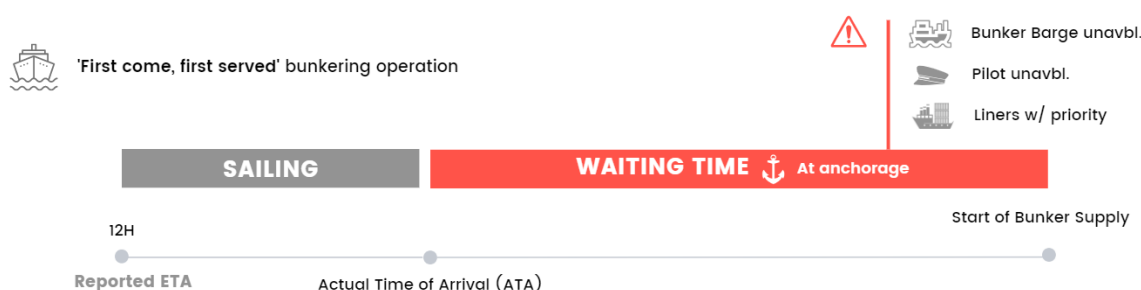 Bunker Barge unavbl.
'First come, first served' bunkering operation
Pilot unavbl.
Liners w/ priority
SAILING
WAITING TIME At anchorage
Start of Bunker Supply
12H
Reported ETA
Actual Time of Arrival (ATA)